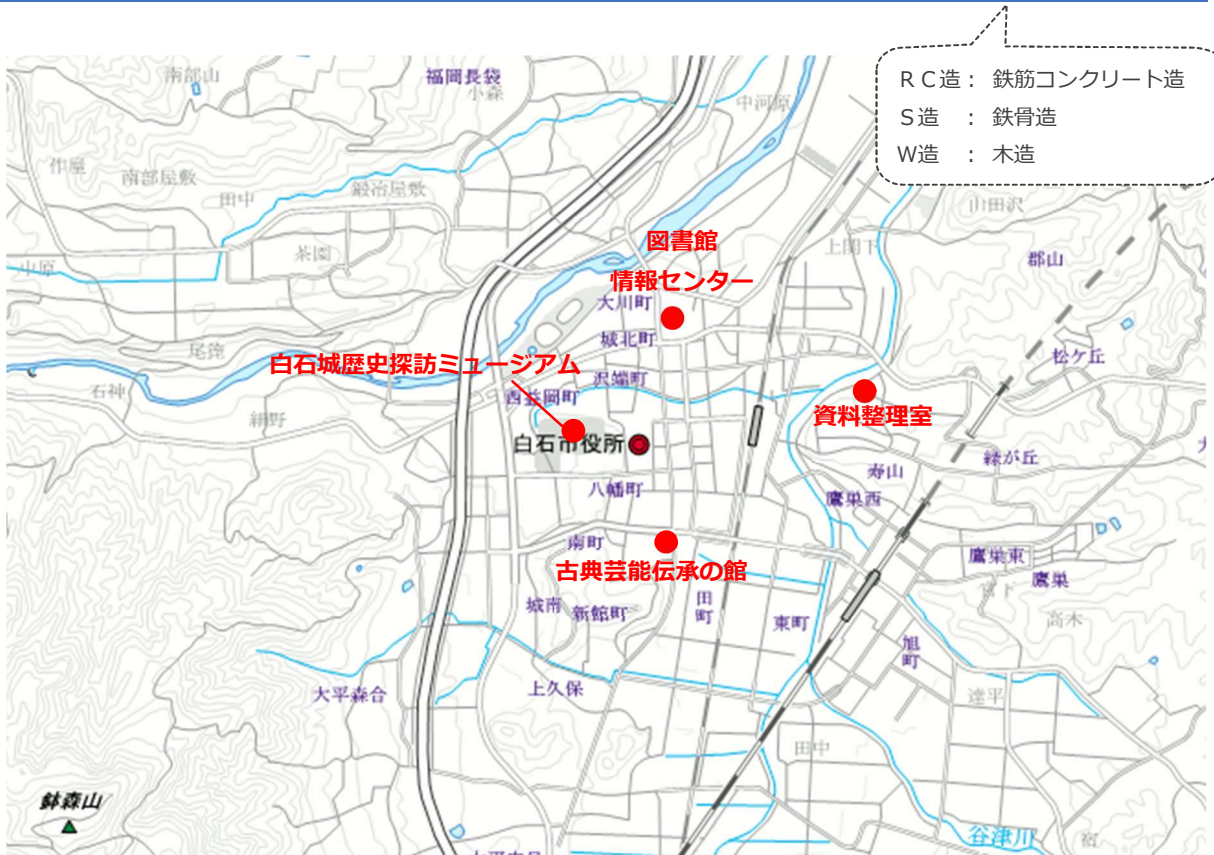 RC造： 鉄筋コンクリート造
S造 ： 鉄骨造
W造 ： 木造
南部山
福岡長袋
小森
中河原
作屋
南部屋敷
田中
鍛冶屋敷
山田沢
茶園
中原
図書館
情報センター
上閑下
郡山
大川町
城北町
尾箆
白石城歴史探訪ミュージアム
沢端町
松ケ丘
石神
西益岡町
資料整理室
白石市役所
緑が丘
寿山
八幡町
鷹巣西
南町
古典芸能伝承の館
鷹巣東
鷹巣
宮下
城南
新館町
田町
東町
高木
旭町
大平森合
上久保
達平
田中
鉢森山
谷津川